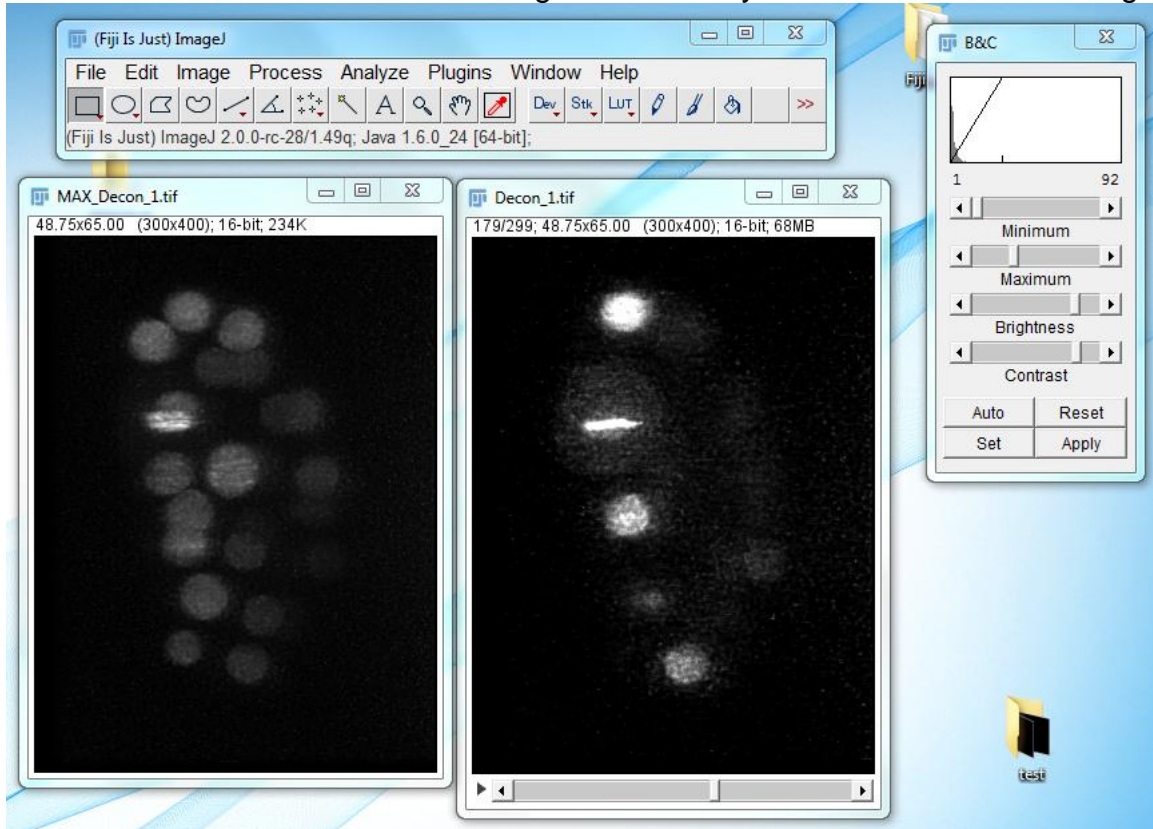 (Fiji Is Just) ImageJ
File Edit Image Process Analyze Plugins Window Help
A Dev Stk LUT >>
(Fiji Is Just) ImageJ 2.0.0-rc-28/1.49q; Java 1.6.0_24 [64-bit];
MAX_Decon_1.tif
48.75x65.00 (300x400); 16-bit; 234K
Decon_1.tif
179/299; 48.75x65.00 (300x400); 16-bit; 68MB
B&C
1 92
Minimum
Maximum
Brightness
Contrast
Auto Reset
Set Apply
test